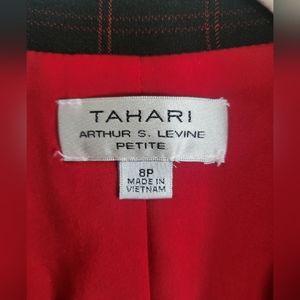 TAHARI
ARTHUR S. LEVINE
PETITE
8P
MADE IN
VIETNAM